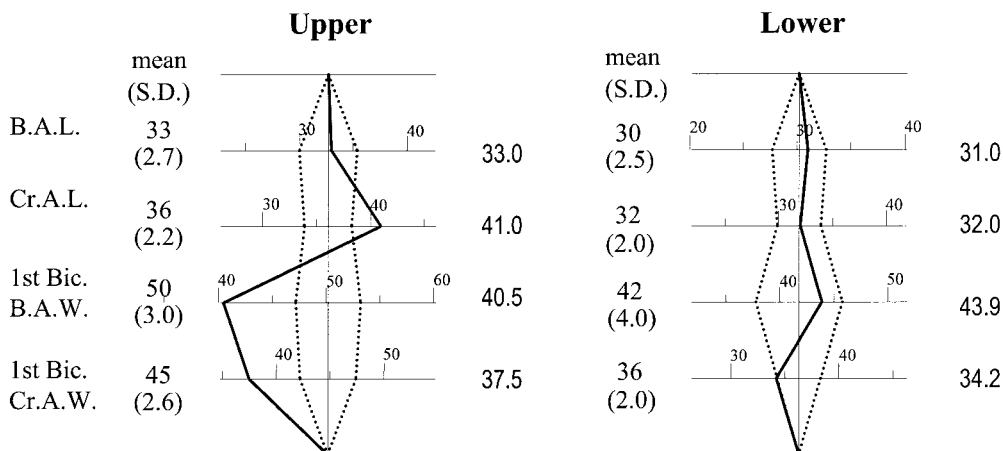 Upper
mean
(S.D.)
B.A.L. 33 30 40 33.0
(2.7)
Cr.A.L. 36 30 40 41.0
(2.2)
1st Bic. 50 40 50 60 40.5
B.A.W. (3.0)
1st Bic. 45 40 50 37.5
Cr.A.W. (2.6)
Lower
mean
(S.D.)
30 20 30 40 31.0
(2.5)
32 30 40 32.0
(2.0)
42 40 50 43.9
(4.0)
36 30 40 34.2
(2.0)